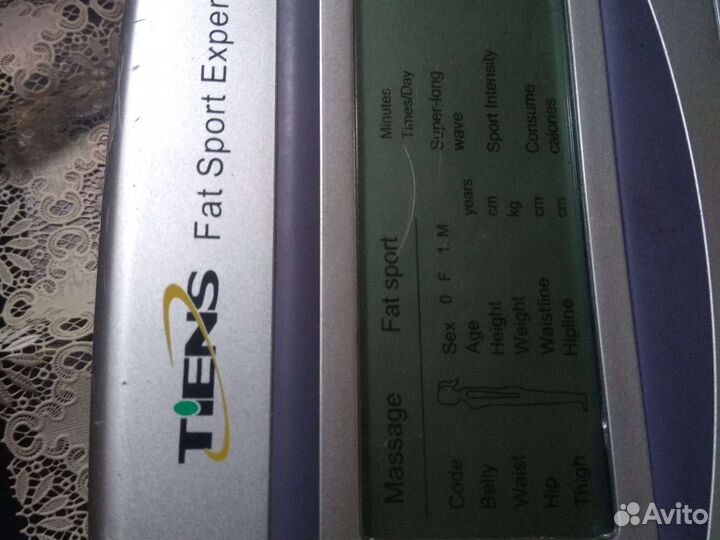 TiENS Fat Sport Exper
Massage Fat sport
Code
Belly
Waist
Hip
Thigh
Sex 0. F 1. M
Age years
Height cm
Weight kg
Waistline cm
Hipline cm
Minutes
Times/Day
Super-long
wave
Sport Intensity
Consume
calories
Avito